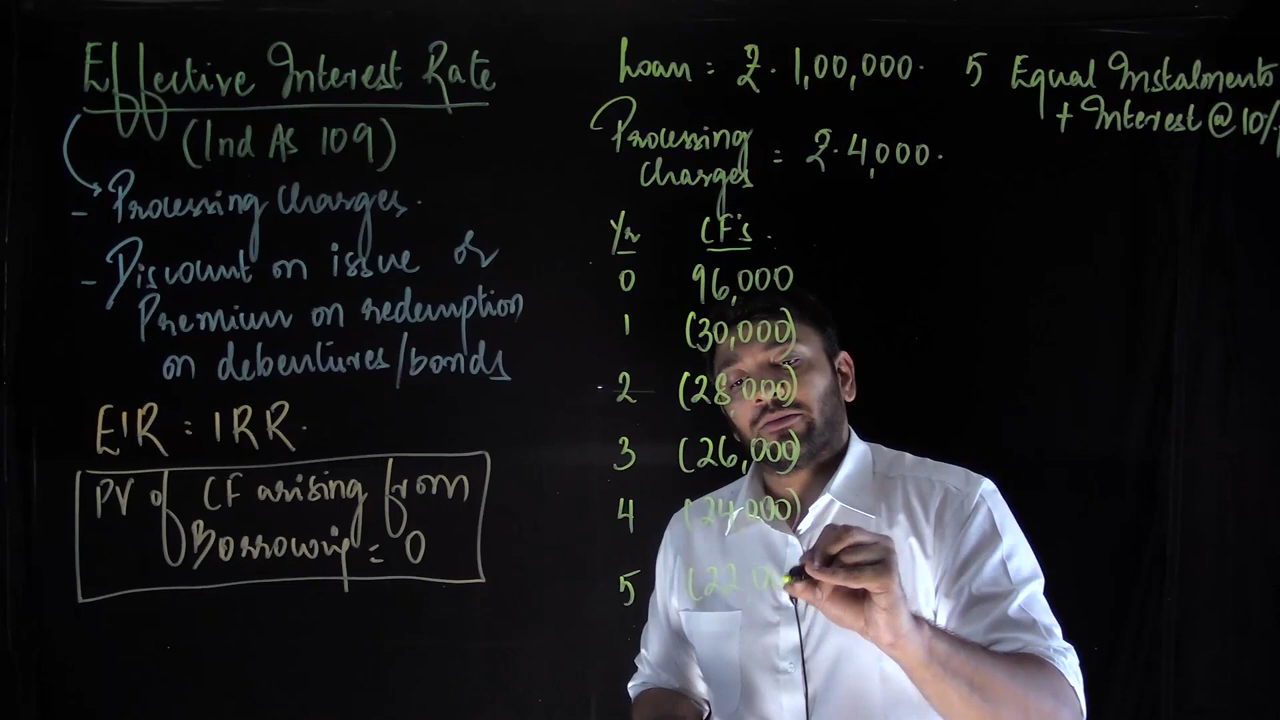 Effective Interest Rate
(Ind AS 109)
- Processing charges.
- Discount on issue or
Premium on redemption
on debentures/bonds
EIR = IRR.
PV of CF arising from
Borrowing = 0
Loan = ₹. 1,00,000. 5 Equal Instalments
+ Interest @ 10%
Processing
Charges = ₹. 4,000.
Yr CF's.
0 96,000
1 (30,000)
2 (28,000)
3 (26,000)
4 (24,000)
5 (22,0